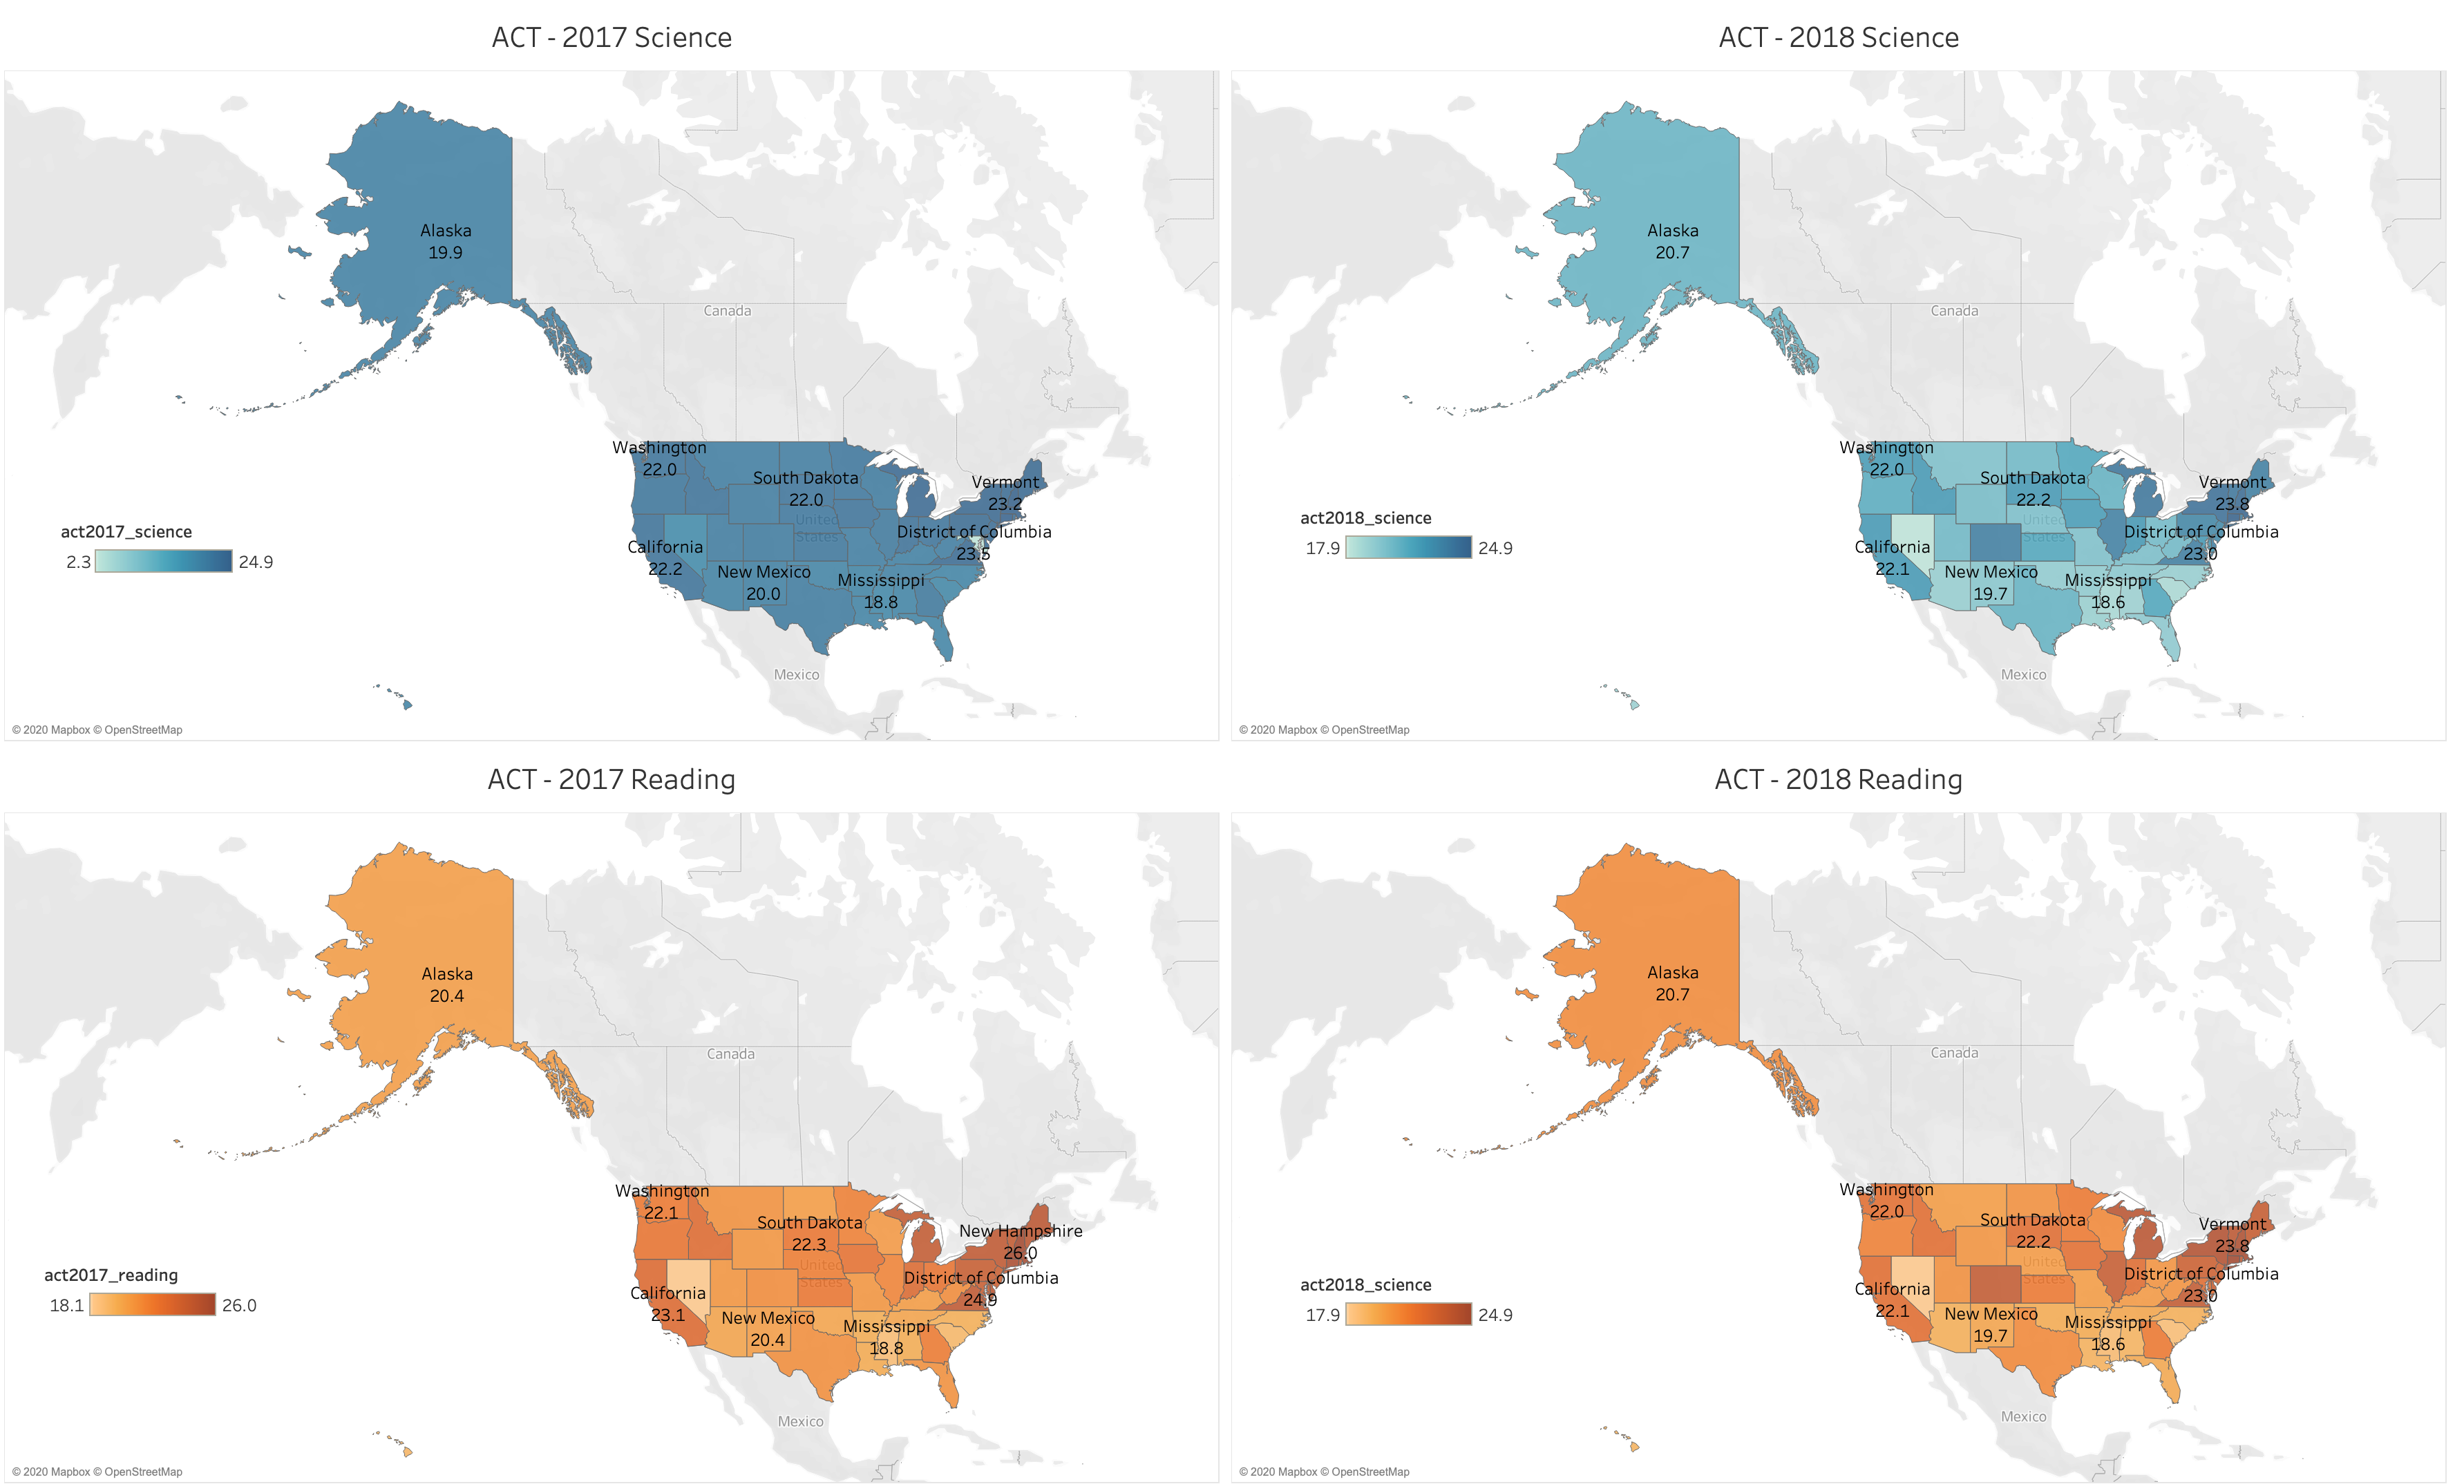 ACT - 2017 Science
Alaska
19.9
Canada
Washington
22.0
South Dakota
22.0
Vermont
23.2
United
States
District of Columbia
23.5
California
22.2
New Mexico
20.0
Mississippi
18.8
Mexico
act2017_science
2.3 24.9
© 2020 Mapbox © OpenStreetMap
ACT - 2018 Science
Alaska
20.7
Canada
Washington
22.0
South Dakota
22.2
Vermont
23.8
United
States
District of Columbia
23.0
California
22.1
New Mexico
19.7
Mississippi
18.6
Mexico
act2018_science
17.9 24.9
© 2020 Mapbox © OpenStreetMap
ACT - 2017 Reading
Alaska
20.4
Canada
Washington
22.1
South Dakota
22.3
New Hampshire
26.0
United
States
District of Columbia
24.9
California
23.1
New Mexico
20.4
Mississippi
18.8
Mexico
act2017_reading
18.1 26.0
© 2020 Mapbox © OpenStreetMap
ACT - 2018 Reading
Alaska
20.7
Canada
Washington
22.0
South Dakota
22.2
Vermont
23.8
United
States
District of Columbia
23.0
California
22.1
New Mexico
19.7
Mississippi
18.6
Mexico
act2018_science
17.9 24.9
© 2020 Mapbox © OpenStreetMap